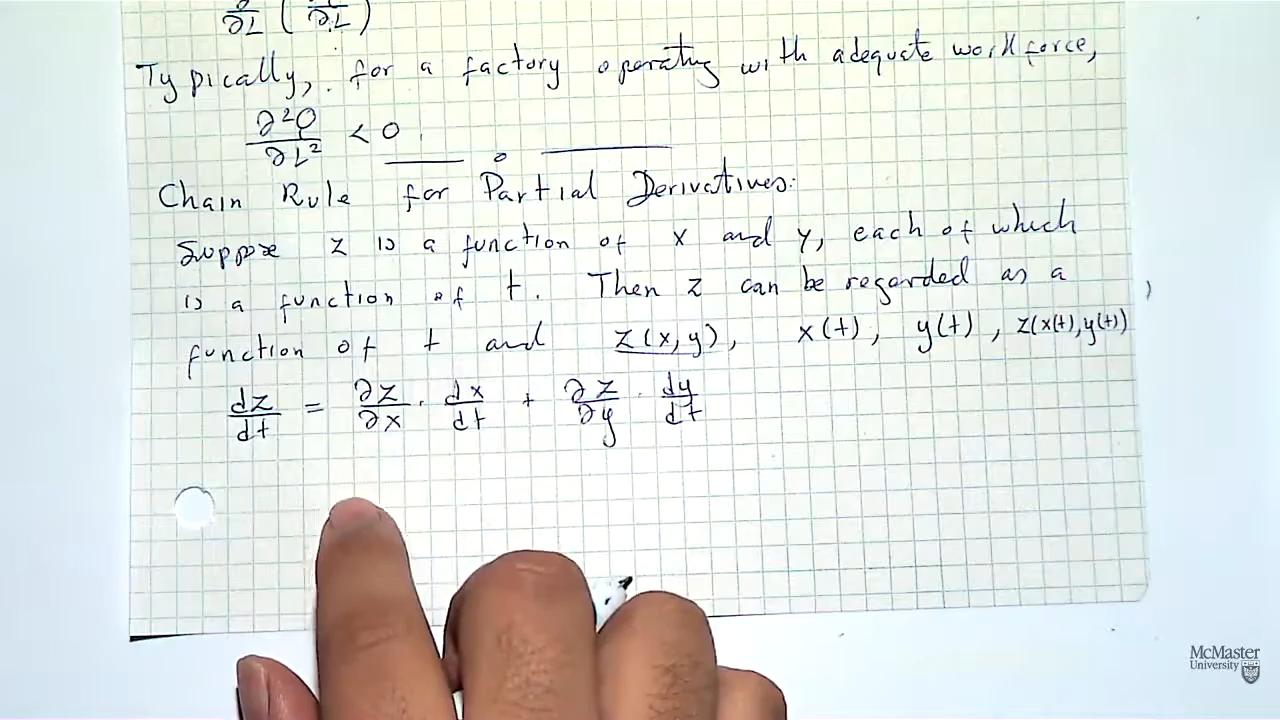 ∂/∂L ( ∂Q/∂L )
Typically, for a factory operating with adequate workforce,
∂²Q/∂L² < 0.
Chain Rule for Partial Derivatives:
Suppose z is a function of x and y, each of which
is a function of t. Then z can be regarded as a
function of t and z(x,y), x(t), y(t), z(x(t),y(t))
dz/dt = ∂z/∂x · dx/dt + ∂z/∂y · dy/dt
McMaster
University